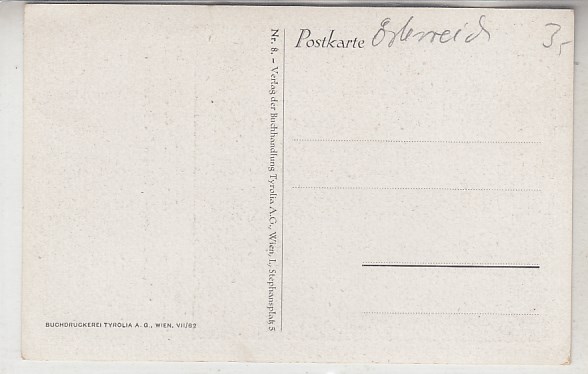 Postkarte Österreich 3,-
Nr. 8. – Verlag der Buchhandlung Tyrolia A.G., Wien, I., Stephansplatz 5
BUCHDRUCKEREI TYROLIA A. G., WIEN, VII/62